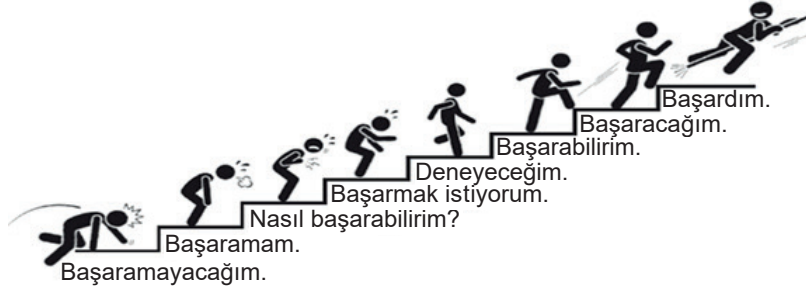 Başardım.
Başaracağım.
Başarabilirim.
Deneyeceğim.
Başarmak istiyorum.
Nasıl başarabilirim?
Başaramam.
Başaramayacağım.